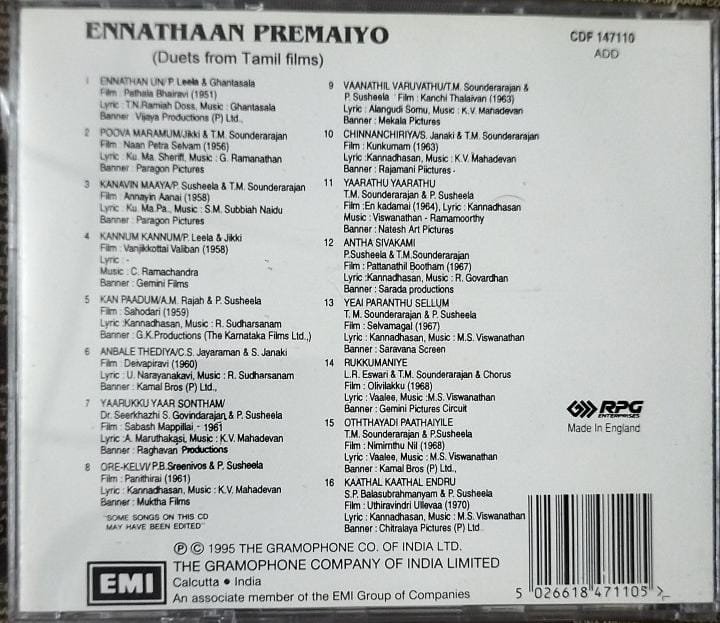 ENNATHAAN PREMAIYO
(Duets from Tamil films)
CDF 147110
ADD
1 ENNATHAN UN/P. Leela & Ghantasala
Film : Pathala Bhairavi (1951)
Lyric : T.N.Ramiah Doss, Music : Ghantasala
Banner : Vijaya Productions (P) Ltd.,
2 POOVA MARAMUM/Jikki & T.M. Sounderarajan
Film : Naan Petra Selvam (1956)
Lyric : Ku. Ma. Sheriff, Music : G. Ramanathan
Banner : Paragon Pictures
3 KANAVIN MAAYA/P. Susheela & T.M. Sounderarajan
Film : Annayin Aanai (1958)
Lyric : Ku. Ma.Pa., Music : S.M. Subbiah Naidu
Banner : Paragon Pictures
4 KANNUM KANNUM/P. Leela & Jikki
Film : Vanjikkottai Valiban (1958)
Lyric : -
Music : C. Ramachandra
Banner : Gemini Films
5 KAN PAADUM/A.M. Rajah & P. Susheela
Film : Sahodari (1959)
Lyric :Kannadhasan, Music : R. Sudharsanam
Banner : G.K.Productions (The Karnataka Films Ltd.,)
6 ANBALE THEDIYA/C.S. Jayaraman & S. Janaki
Film : Deivapiravi (1960)
Lyric : U. Narayanakavi, Music : R. Sudharsanam
Banner : Kamal Bros (P) Ltd.,
7 YAARUKKU YAAR SONTHAM/
Dr. Seerkhazhi S. Govindarajan & P. Susheela
Film : Sabash Mappillai - 1961
Lyric :A. Maruthakasi, Music : K.V. Mahadevan
Banner : Raghavan Productions
8 ORE-KELVI/P.B.Sreenivos & P. Susheela
Film : Panithirai (1961)
Lyric : Kannadhasan, Music : K.V. Mahadevan
Banner : Muktha Films
"SOME SONGS ON THIS CD
MAY HAVE BEEN EDITED"
9 VAANATHIL VARUVATHU/T.M. Sounderarajan &
P. Susheela Film : Kanchi Thalaivan (1963)
Lyric : Alangudi Somu, Music : K.V. Mahadevan
Banner : Mekala Pictures
10 CHINNANCHIRIYA/S. Janaki & T.M. Sounderarajan
Film : Kunkumam (1963)
Lyric :Kannadhasan, Music : K.V. Mahadevan
Banner : Rajamani Piictures
11 YAARATHU YAARATHU
T.M. Sounderarajan & P. Susheela
Film :En kadamai (1964), Lyric : Kannadhasan
Music : Viswanathan - Ramamoorthy
Banner : Natesh Art Pictures
12 ANTHA SIVAKAMI
P.Susheela & T.M.Sounderarajan
Film : Pattanathil Bootham (1967)
Lyric :Kannadhasan, Music : R. Govardhan
Banner : Sarada productions
13 YEAI PARANTHU SELLUM
T. M. Sounderarajan & P. Susheela
Film : Selvamagal (1967)
Lyric : Kannadhasan, Music : M.S. Viswanathan
Banner : Saravana Screen
14 RUKKUMANIYE
L.R. Eswari & T.M. Sounderarajan & Chorus
Film : Olivilakku (1968)
Lyric : Vaalee, Music : M.S. Viswanathan
Banner : Gemini Pictures Circuit
15 OTHTHAYADI PAATHAIYILE
T.M. Sounderarajan & P.Susheela
Film : Nimirnthu Nil (1968)
Lyric : Vaalee, Music : M.S. Viswanathan
Banner : Kamal Bros (P) Ltd.,
16 KAATHAL KAATHAL ENDRU
S.P. Balasubrahmanyam & P. Susheela
Film : Uthiravindri Ullevaa (1970)
Lyric : Kannadhasan, Music : M.S. Viswanathan
Banner : Chitralaya Pictures (P) Ltd.
RPG
ENTERPRISES
Made In England
Ⓟ © 1995 THE GRAMOPHONE CO. OF INDIA LTD.
THE GRAMOPHONE COMPANY OF INDIA LIMITED
Calcutta • India
An associate member of the EMI Group of Companies
EMI
5 026618 471105 >